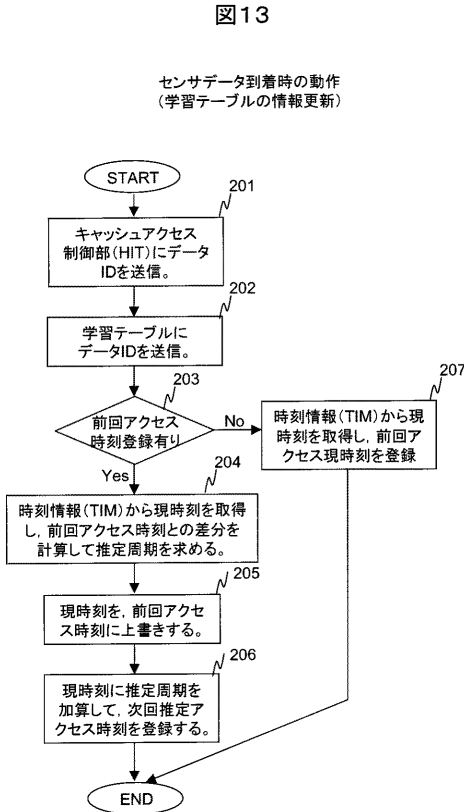 図13
センサデータ到着時の動作
(学習テーブルの情報更新)
START
201
キャッシュアクセス
制御部(HIT)にデータ
IDを送信。
202
学習テーブルに
データIDを送信。
203
前回アクセス
時刻登録有り
No
Yes
207
時刻情報(TIM)から現
時刻を取得し,前回ア
クセス現時刻を登録
204
時刻情報(TIM)から現時刻を取得
し,前回アクセス時刻との差分を
計算して推定周期を求める。
205
現時刻を,前回アクセ
ス時刻に上書きする。
206
現時刻に推定周期を
加算して,次回推定ア
クセス時刻を登録する。
END